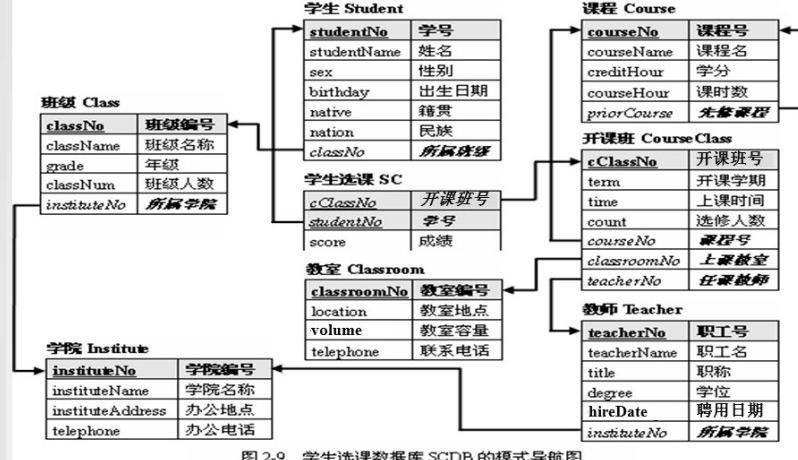 学生 Student
studentNo 学号
studentName 姓名
sex 性别
birthday 出生日期
native 籍贯
nation 民族
classNo 所属班级
课程 Course
courseNo 课程号
courseName 课程名
creditHour 学分
courseHour 课时数
priorCourse 先修课程
班级 Class
classNo 班级编号
className 班级名称
grade 年级
classNum 班级人数
instituteNo 所属学院
开课班 CourseClass
cClassNo 开课班号
term 开课学期
time 上课时间
count 选修人数
courseNo 课程号
classroomNo 上课教室
teacherNo 任课教师
学生选课 SC
cClassNo 开课班号
studentNo 学号
score 成绩
教室 Classroom
classroomNo 教室编号
location 教室地点
volume 教室容量
telephone 联系电话
教师 Teacher
teacherNo 职工号
teacherName 职工名
title 职称
degree 学位
hireDate 聘用日期
instituteNo 所属学院
学院 Institute
instituteNo 学院编号
instituteName 学院名称
instituteAddress 办公地点
telephone 办公电话
图 2-9 学生选课数据库 SCDB 的模式导航图